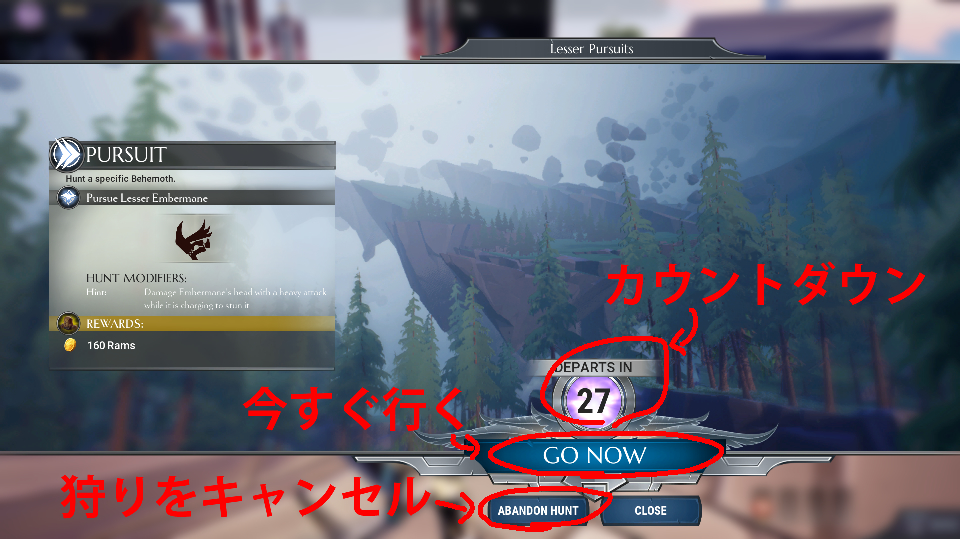 Lesser Pursuits
PURSUIT
Hunt a specific Behemoth.
Pursue Lesser Embermane
HUNT MODIFIERS:
Hint: Damage Embermane's head with a heavy attack
while it is charging to stun it.
REWARDS:
160 Rams
カウントダウン
DEPARTS IN
27
今すぐ行く
GO NOW
狩りをキャンセル
ABANDON HUNT
CLOSE